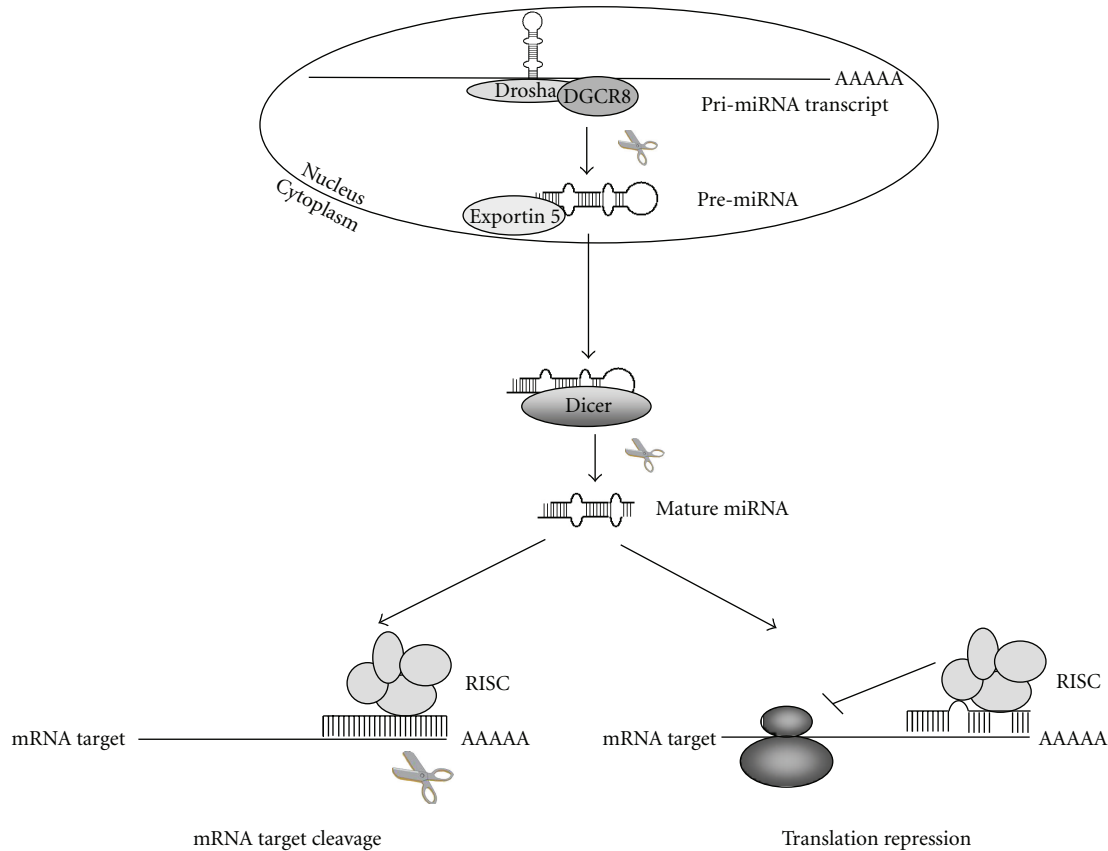 AAAAA
Drosha
DGCR8
Pri-miRNA transcript
Nucleus
Cytoplasm
Exportin 5
Pre-miRNA
Dicer
Mature miRNA
RISC
mRNA target
AAAAA
mRNA target cleavage
RISC
mRNA target
AAAAA
Translation repression